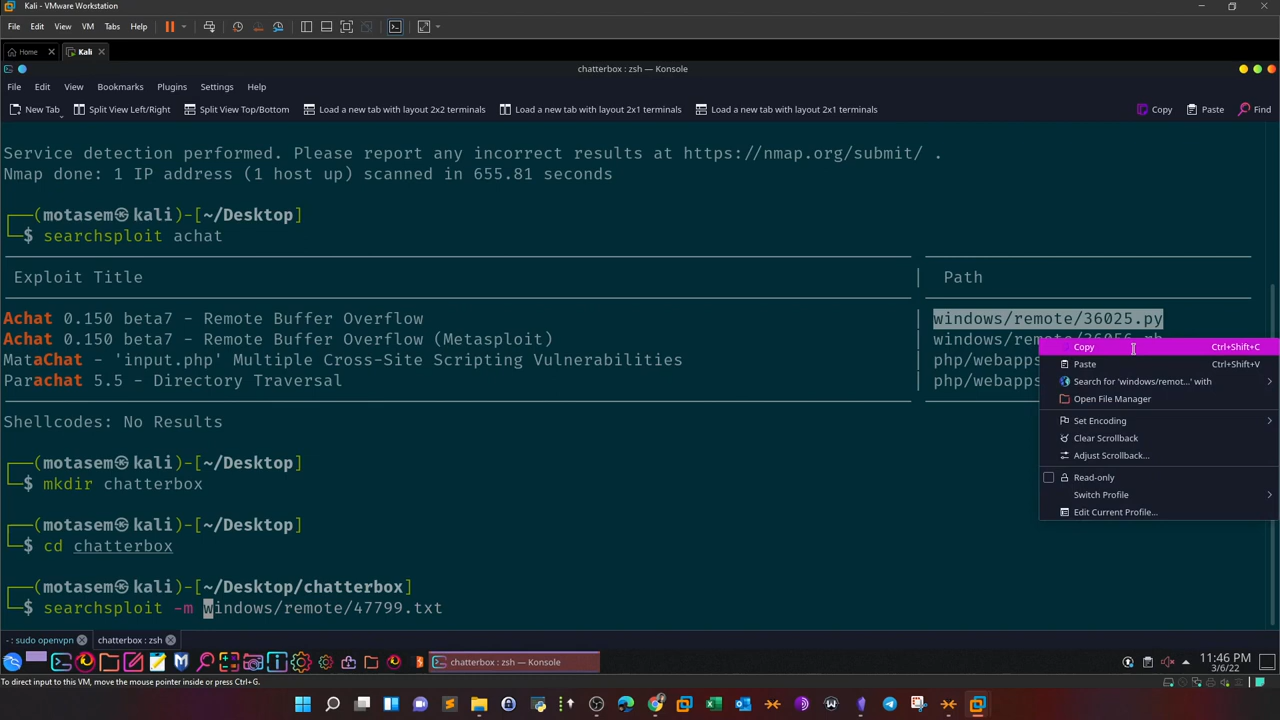 Kali - VMware Workstation
File Edit View VM Tabs Help
Home Kali
chatterbox : zsh — Konsole
File Edit View Bookmarks Plugins Settings Help
New Tab Split View Left/Right Split View Top/Bottom Load a new tab with layout 2x2 terminals Load a new tab with layout 2x1 terminals Load a new tab with layout 2x1 terminals Copy Paste Find
Service detection performed. Please report any incorrect results at https://nmap.org/submit/ .
Nmap done: 1 IP address (1 host up) scanned in 655.81 seconds
┌──(motasem㉿kali)-[~/Desktop]
└─$ searchsploit achat
Exploit Title | Path
Achat 0.150 beta7 - Remote Buffer Overflow | windows/remote/36025.py
Achat 0.150 beta7 - Remote Buffer Overflow (Metasploit) | windows/remote/36056.rb
MataChat - 'input.php' Multiple Cross-Site Scripting Vulnerabilities | php/webapps
Parachat 5.5 - Directory Traversal | php/webapps
Copy Ctrl+Shift+C
Paste Ctrl+Shift+V
Search for 'windows/remot...' with
Open File Manager
Set Encoding
Clear Scrollback
Adjust Scrollback...
Read-only
Switch Profile
Edit Current Profile...
Shellcodes: No Results
┌──(motasem㉿kali)-[~/Desktop]
└─$ mkdir chatterbox
┌──(motasem㉿kali)-[~/Desktop]
└─$ cd chatterbox
┌──(motasem㉿kali)-[~/Desktop/chatterbox]
└─$ searchsploit -m windows/remote/47799.txt
- : sudo openvpn chatterbox : zsh
chatterbox : zsh — Konsole
11:46 PM
3/6/22
To direct input to this VM, move the mouse pointer inside or press Ctrl+G.